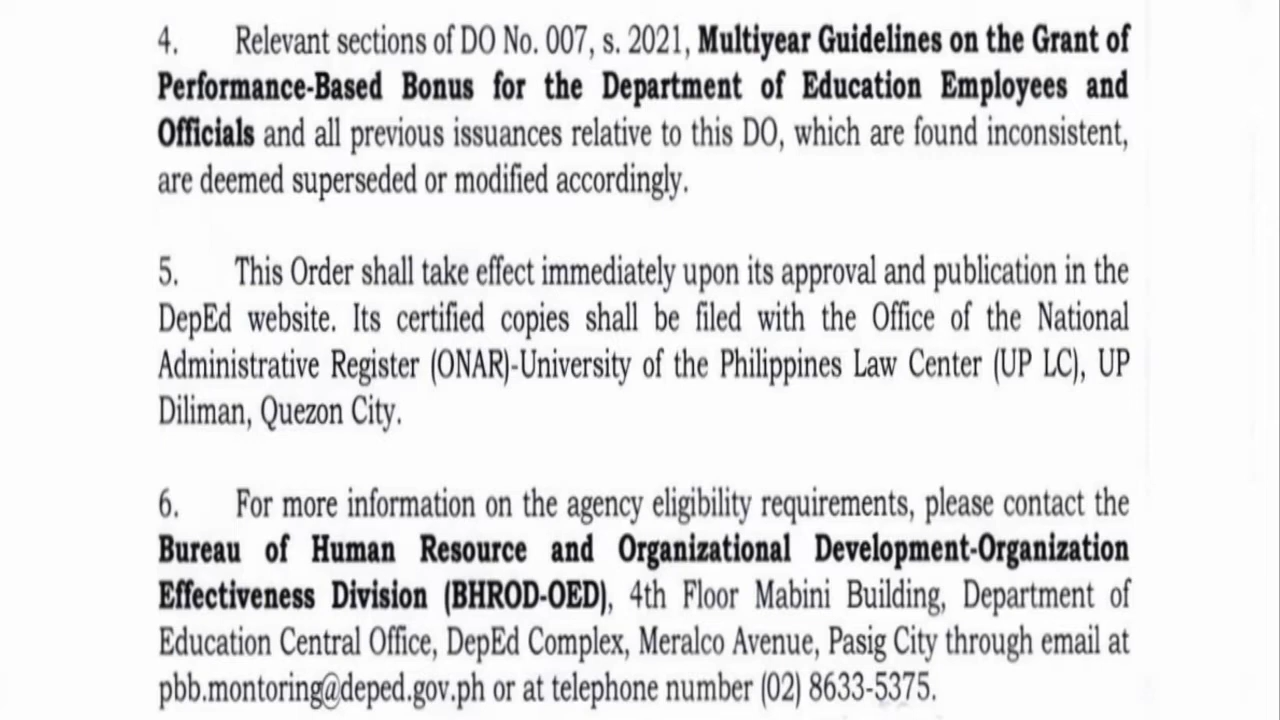 4. Relevant sections of DO No. 007, s. 2021, Multiyear Guidelines on the Grant of
Performance-Based Bonus for the Department of Education Employees and
Officials and all previous issuances relative to this DO, which are found inconsistent,
are deemed superseded or modified accordingly.
5. This Order shall take effect immediately upon its approval and publication in the
DepEd website. Its certified copies shall be filed with the Office of the National
Administrative Register (ONAR)-University of the Philippines Law Center (UP LC), UP
Diliman, Quezon City.
6. For more information on the agency eligibility requirements, please contact the
Bureau of Human Resource and Organizational Development-Organization
Effectiveness Division (BHROD-OED), 4th Floor Mabini Building, Department of
Education Central Office, DepEd Complex, Meralco Avenue, Pasig City through email at
pbb.montoring@deped.gov.ph or at telephone number (02) 8633-5375.